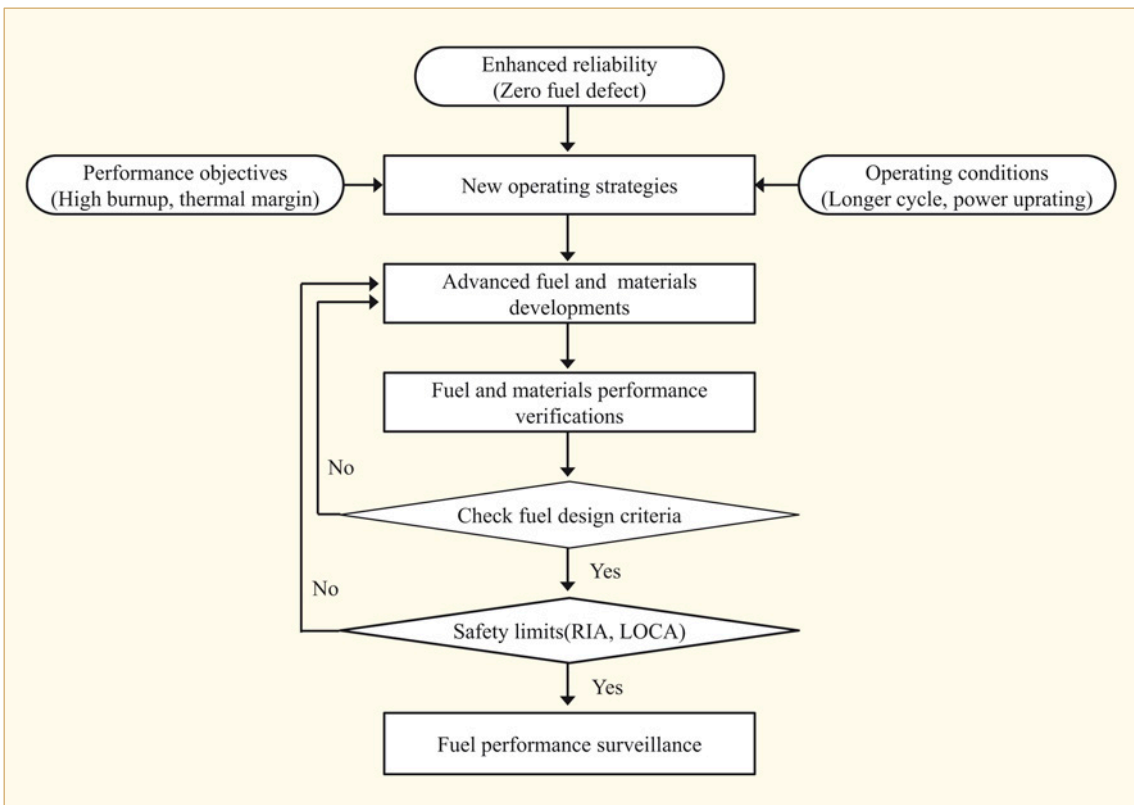 Enhanced reliability
(Zero fuel defect)
Performance objectives
(High burnup, thermal margin)
New operating strategies
Operating conditions
(Longer cycle, power uprating)
Advanced fuel and materials
developments
Fuel and materials performance
verifications
No
Check fuel design criteria
Yes
No
Safety limits(RIA, LOCA)
Yes
Fuel performance surveillance